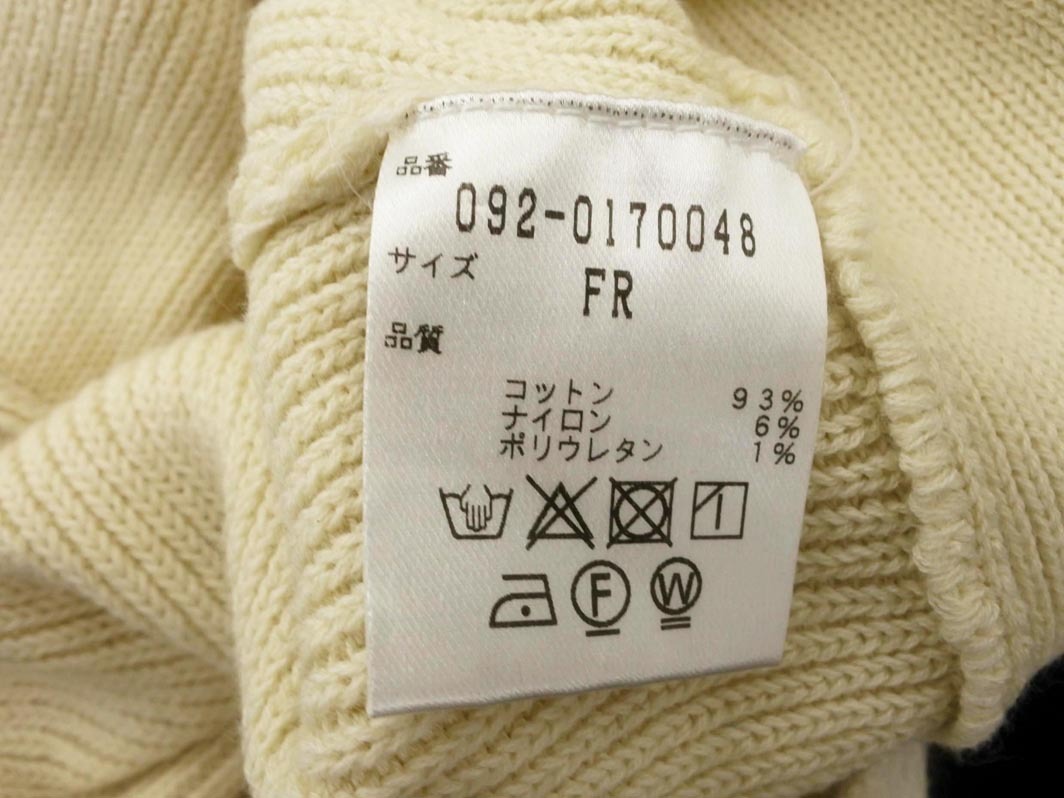 品番
092-0170048
サイズ
FR
品質
コットン 93%
ナイロン 6%
ポリウレタン 1%
F W